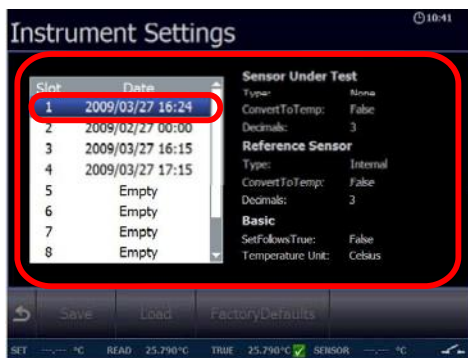 Instrument Settings
10:41
Slot Date
1 2009/03/27 16:24
2 2009/02/27 00:00
3 2009/03/27 16:15
4 2009/03/27 17:15
5 Empty
6 Empty
7 Empty
8 Empty
Sensor Under Test
Type: None
ConvertToTemp: False
Decimals: 3
Reference Sensor
Type: Internal
ConvertToTemp: False
Decimals: 3
Basic
SetFollowsTrue: False
Temperature Unit: Celsius
Save Load FactoryDefaults
SET ---.--- °C READ 25.790°C TRUE 25.790°C SENSOR ---.--- °C